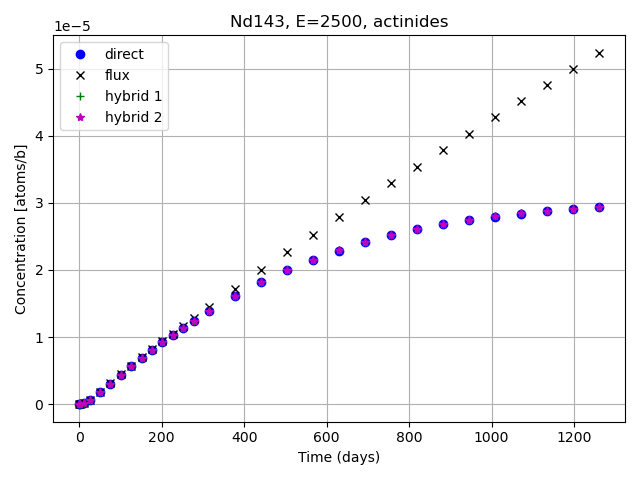 Nd143, E=2500, actinides
1e−5
direct
flux
hybrid 1
hybrid 2
5
4
3
2
1
0
Concentration [atoms/b]
0 200 400 600 800 1000 1200
Time (days)